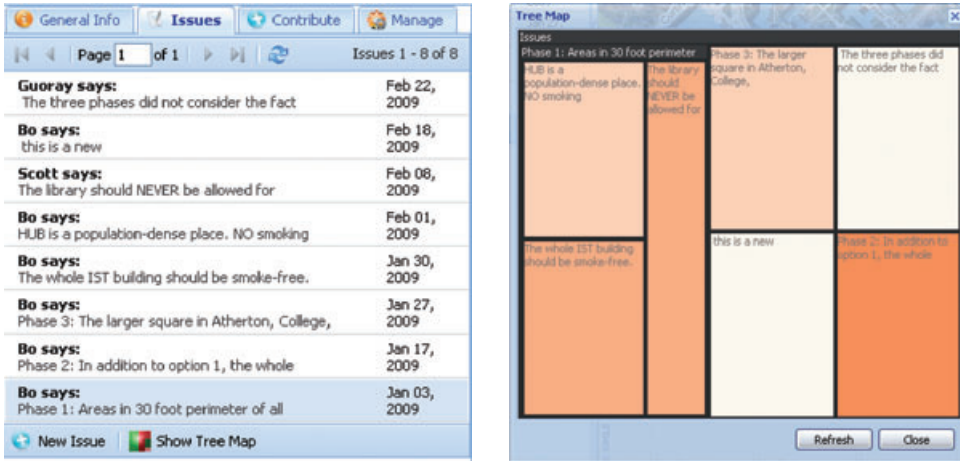 General Info Issues Contribute Manage
Page 1 of 1 Issues 1 - 8 of 8
Guoray says: Feb 22,
The three phases did not consider the fact 2009
Bo says: Feb 18,
this is a new 2009
Scott says: Feb 08,
The library should NEVER be allowed for 2009
Bo says: Feb 01,
HUB is a population-dense place. NO smoking 2009
Bo says: Jan 30,
The whole IST building should be smoke-free. 2009
Bo says: Jan 27,
Phase 3: The larger square in Atherton, College, 2009
Bo says: Jan 17,
Phase 2: In addition to option 1, the whole 2009
Bo says: Jan 03,
Phase 1: Areas in 30 foot perimeter of all 2009
New Issue Show Tree Map
Tree Map
Issues
Phase 1: Areas in 30 foot perimeter
HUB is a
population-dense place.
NO smoking
The library
should
NEVER be
allowed for
The whole IST building
should be smoke-free.
Phase 3: The larger
square in Atherton,
College,
The three phases did
not consider the fact
this is a new
Phase 2: In addition to
option 1, the whole
Refresh Close